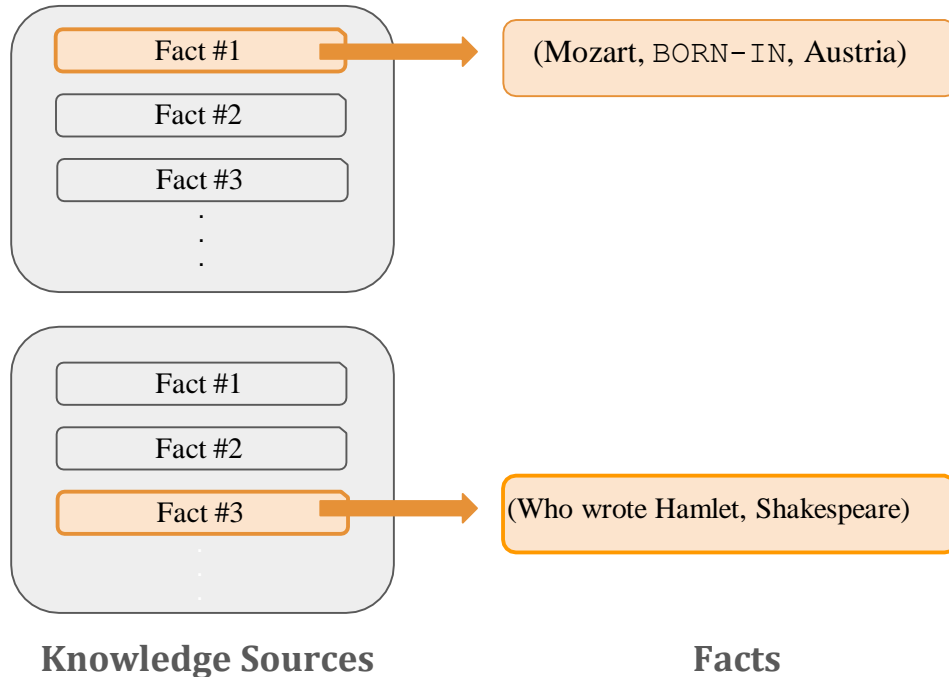 Fact #1
(Mozart, BORN-IN, Austria)
Fact #2
Fact #3
.
.
.
Fact #1
Fact #2
Fact #3
(Who wrote Hamlet, Shakespeare)
.
.
.
Knowledge Sources
Facts